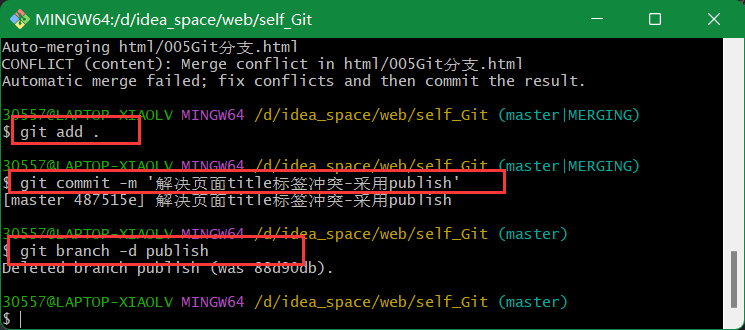 MINGW64:/d/idea_space/web/self_Git
Auto-merging html/005Git分支.html
CONFLICT (content): Merge conflict in html/005Git分支.html
Automatic merge failed; fix conflicts and then commit the result.
30557@LAPTOP-XIAOLV MINGW64 /d/idea_space/web/self_Git (master|MERGING)
$ git add .
30557@LAPTOP-XIAOLV MINGW64 /d/idea_space/web/self_Git (master|MERGING)
$ git commit -m '解决页面title标签冲突-采用publish'
[master 487515e] 解决页面title标签冲突-采用publish
30557@LAPTOP-XIAOLV MINGW64 /d/idea_space/web/self_Git (master)
$ git branch -d publish
Deleted branch publish (was 88d90db).
30557@LAPTOP-XIAOLV MINGW64 /d/idea_space/web/self_Git (master)
$